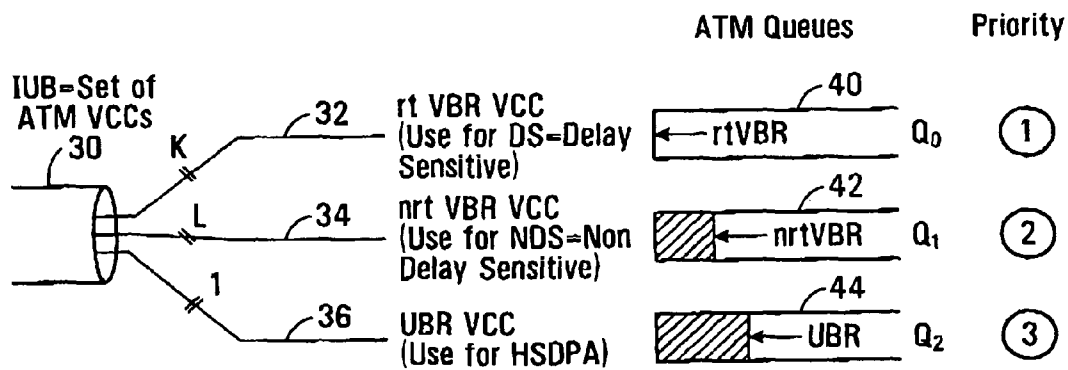 ATM Queues Priority
IUB=Set of
ATM VCCs
30
K
L
1
32
rt VBR VCC
(Use for DS=Delay
Sensitive)
40
rtVBR
Q0
1
34
nrt VBR VCC
(Use for NDS=Non
Delay Sensitive)
42
nrtVBR
Q1
2
36
UBR VCC
(Use for HSDPA)
44
UBR
Q2
3